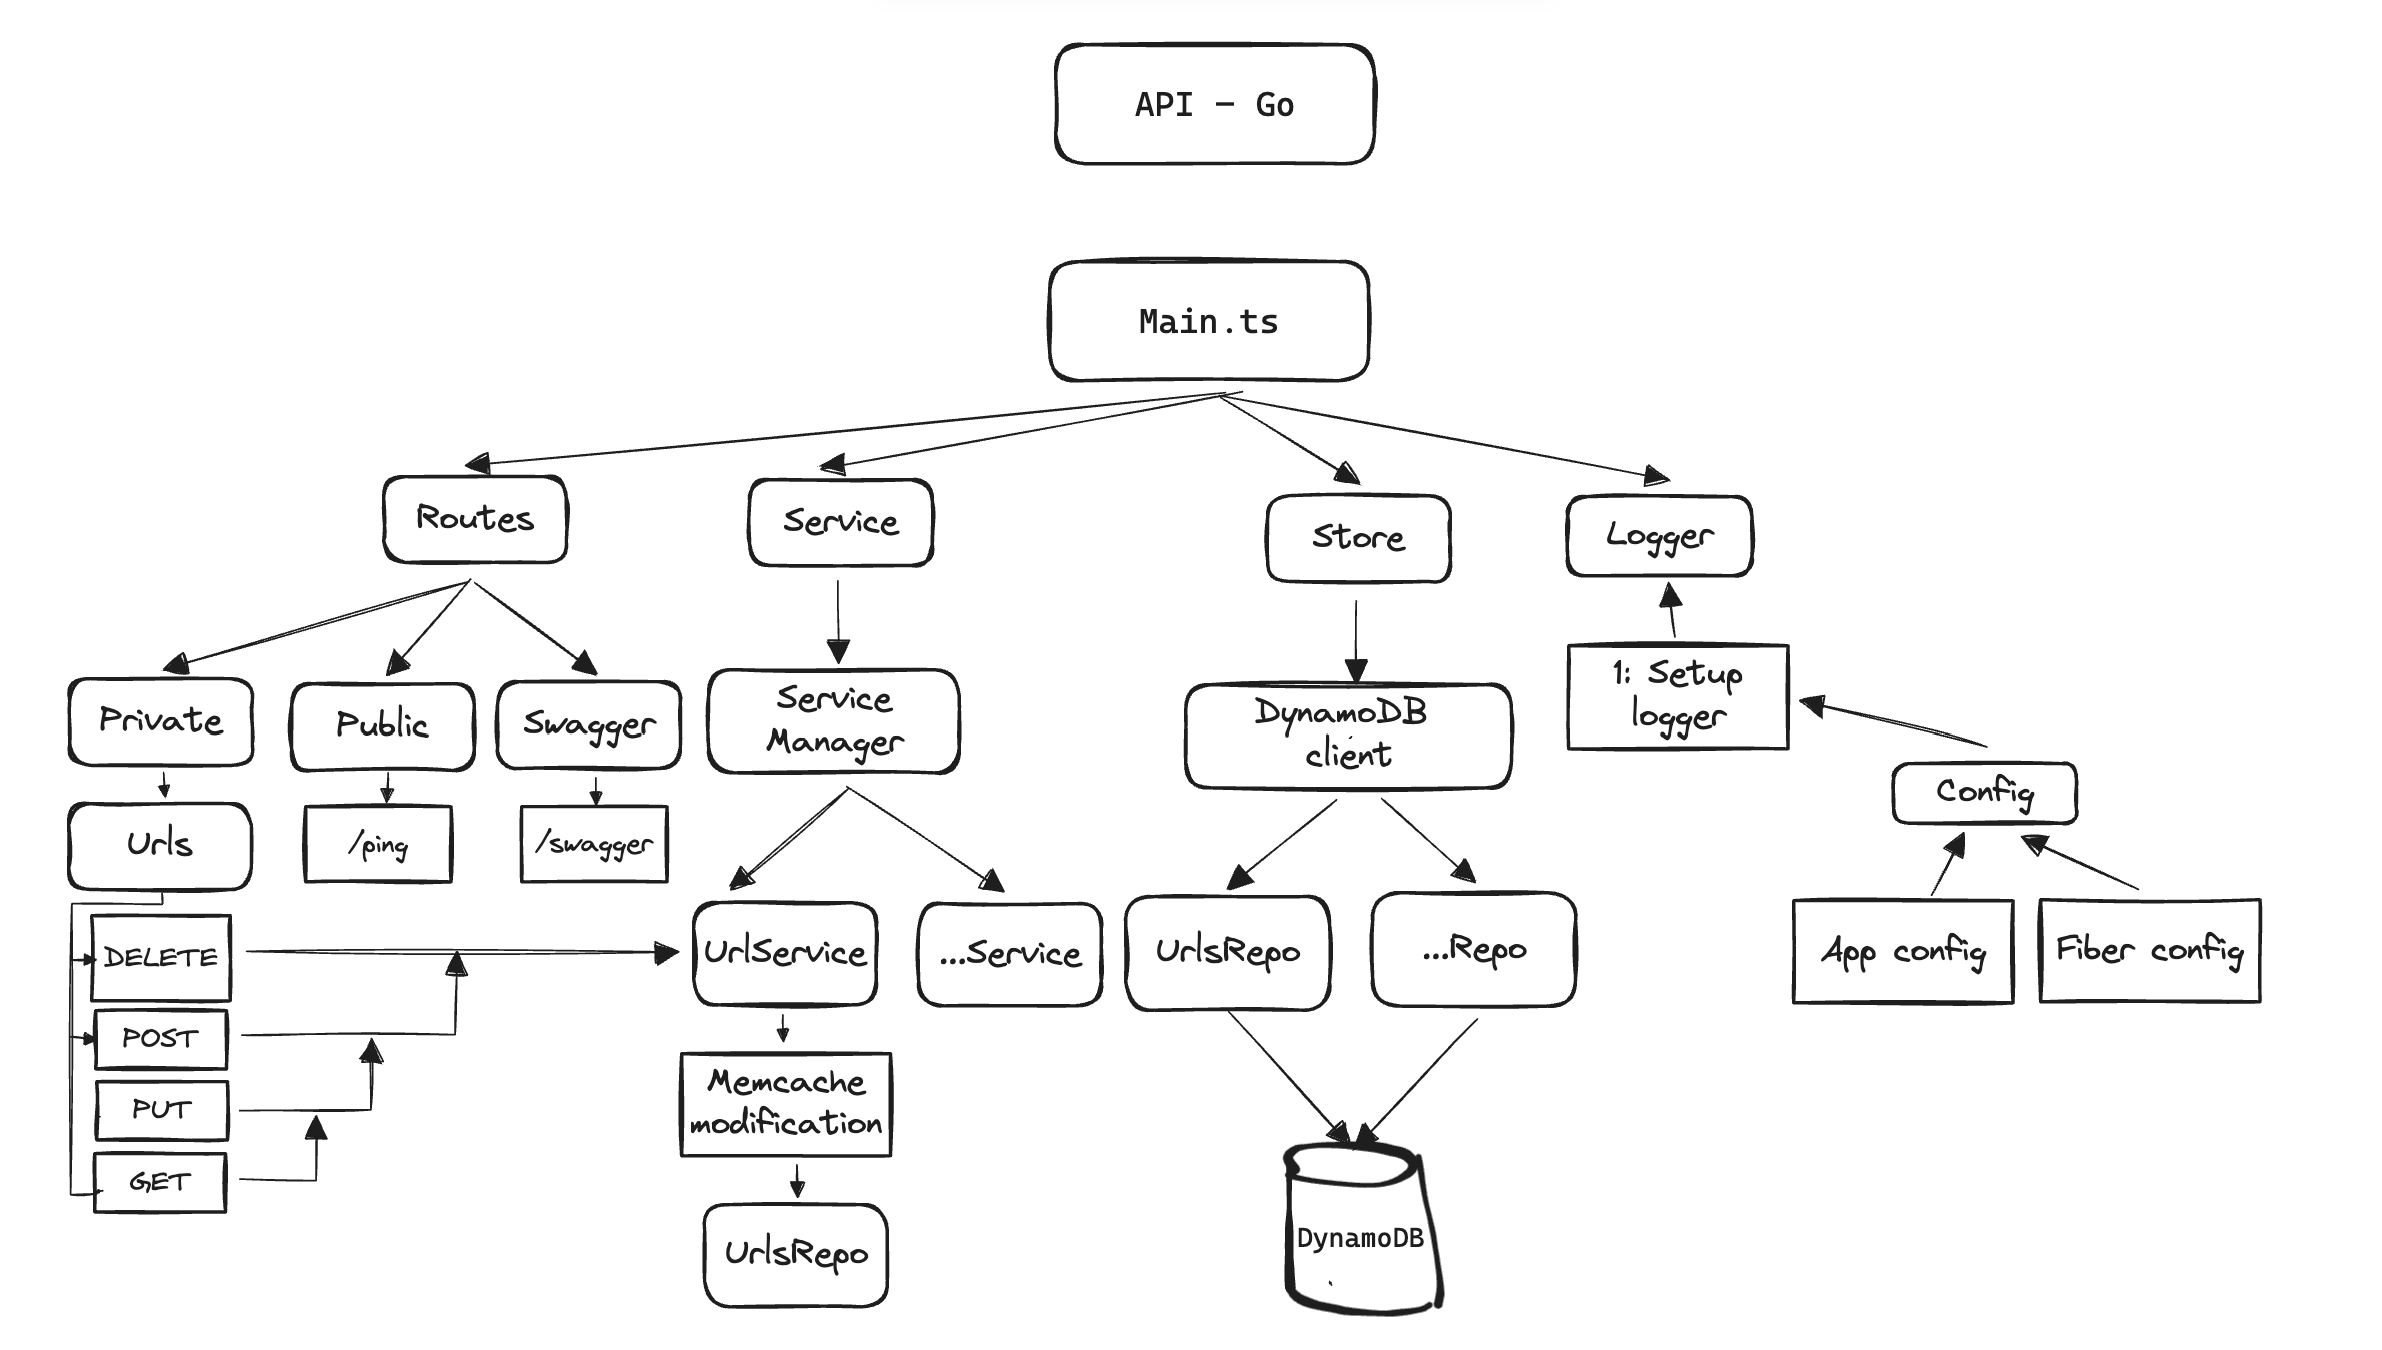 API - Go
Main.ts
Routes
Service
Store
Logger
Private
Public
Swagger
Service
Manager
DynamoDB
client
1: Setup
logger
Config
Urls
/ping
/swagger
DELETE
POST
PUT
GET
UrlService
...Service
UrlsRepo
...Repo
App config
Fiber config
Memcache
modification
UrlsRepo
DynamoDB